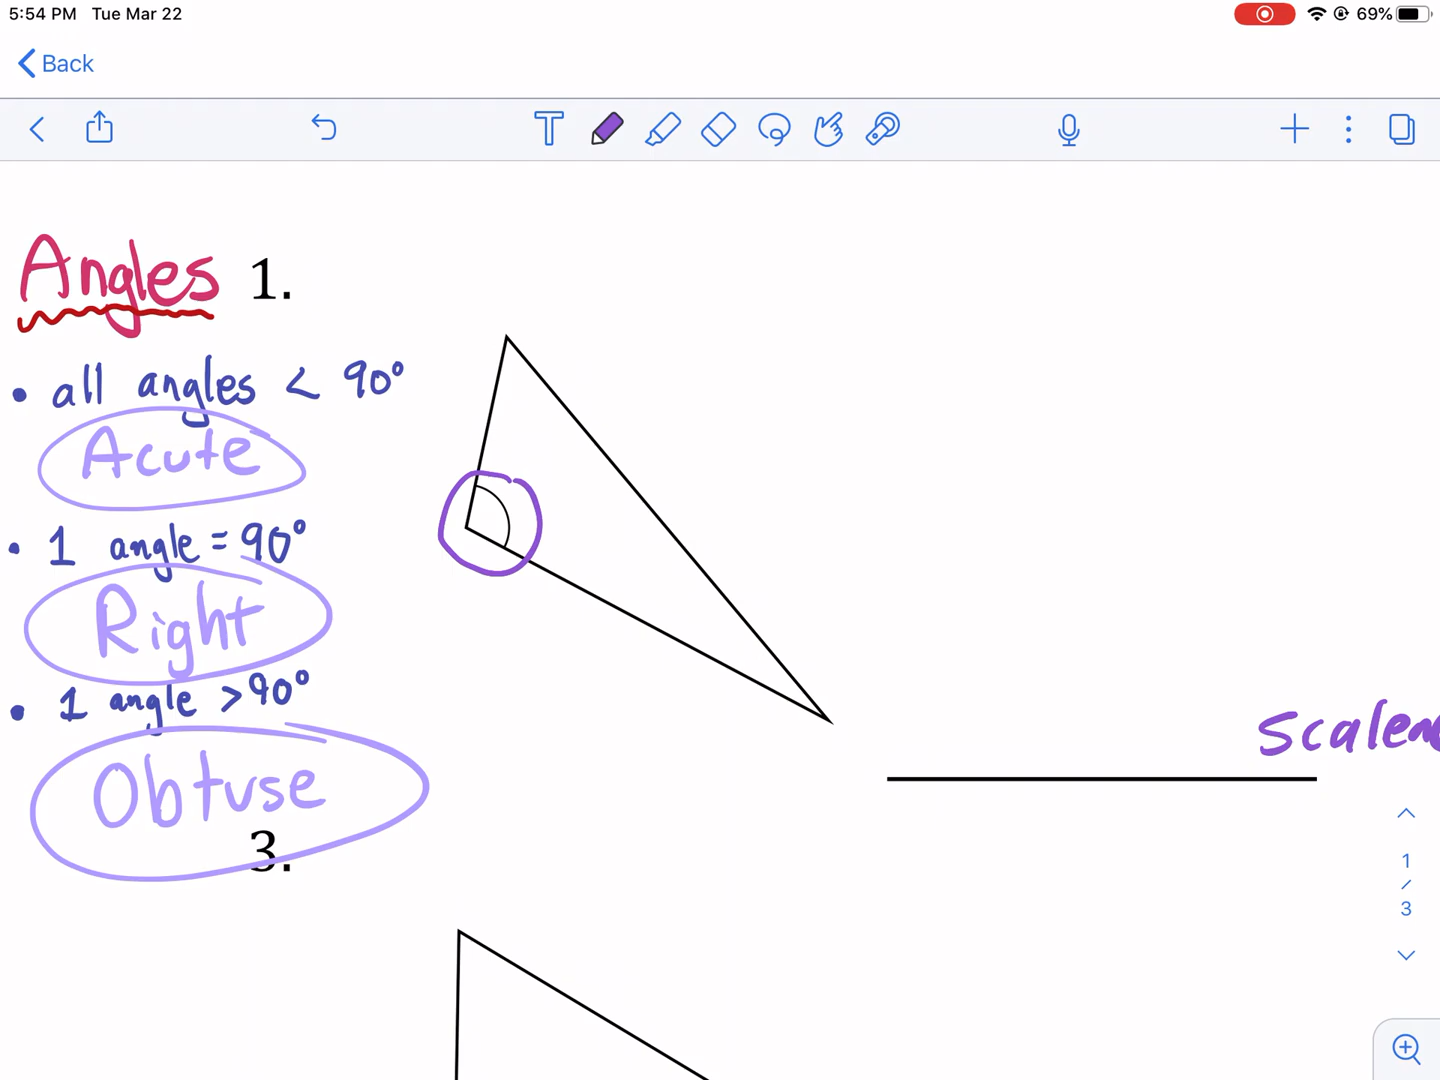 5:54 PM Tue Mar 22
69%
Back
T
Angles 1.
• all angles < 90°
Acute
• 1 angle = 90°
Right
• 1 angle > 90°
Obtuse
Scalen
3.
1
/
3